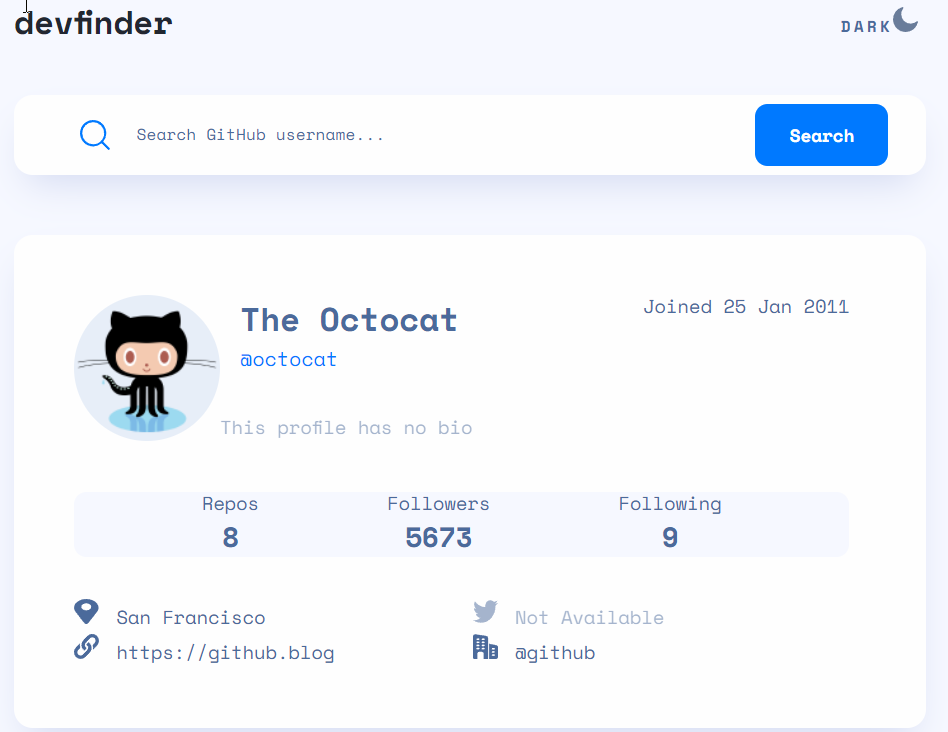 devfinder
DARK
Search GitHub username...
Search
The Octocat
Joined 25 Jan 2011
@octocat
This profile has no bio
Repos Followers Following
8 5673 9
San Francisco
Not Available
https://github.blog
@github